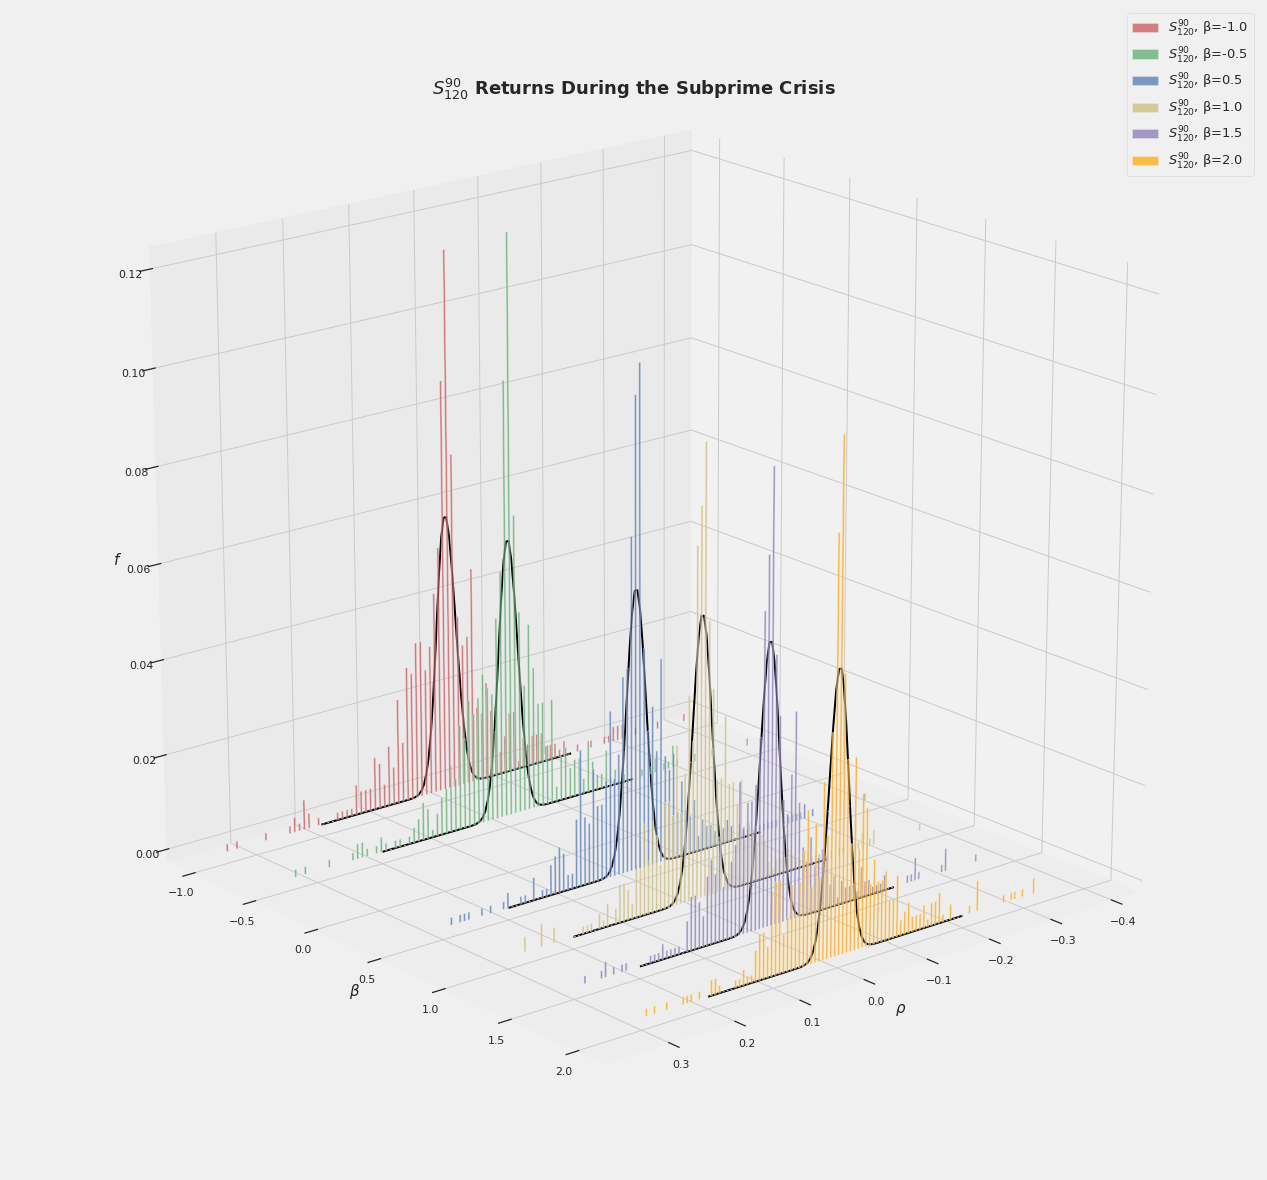 S^{90}_{120}, β=-1.0
S^{90}_{120}, β=-0.5
S^{90}_{120}, β=0.5
S^{90}_{120}, β=1.0
S^{90}_{120}, β=1.5
S^{90}_{120}, β=2.0
S^{90}_{120} Returns During the Subprime Crisis
0.12
0.10
0.08
f
0.06
0.04
0.02
0.00
−1.0
−0.5
0.0
0.5
β
1.0
1.5
2.0
−0.4
−0.3
−0.2
−0.1
0.0
ρ
0.1
0.2
0.3